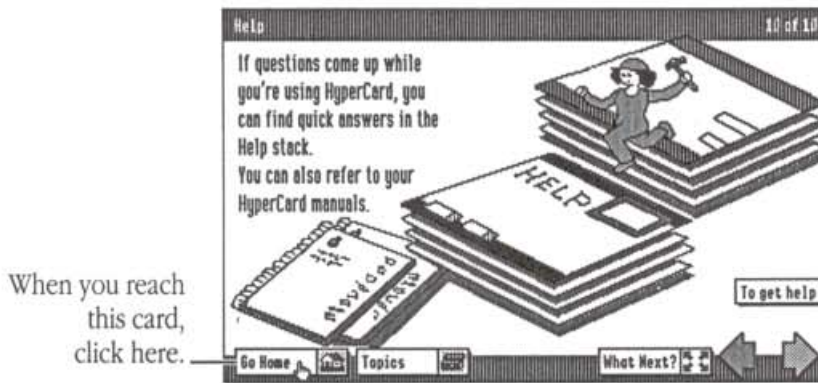 Help 10 of 10
If questions come up while
you're using HyperCard, you
can find quick answers in the
Help stack.
You can also refer to your
HyperCard manuals.
HELP
When you reach
this card,
click here.
To get help
Go Home Topics What Next?